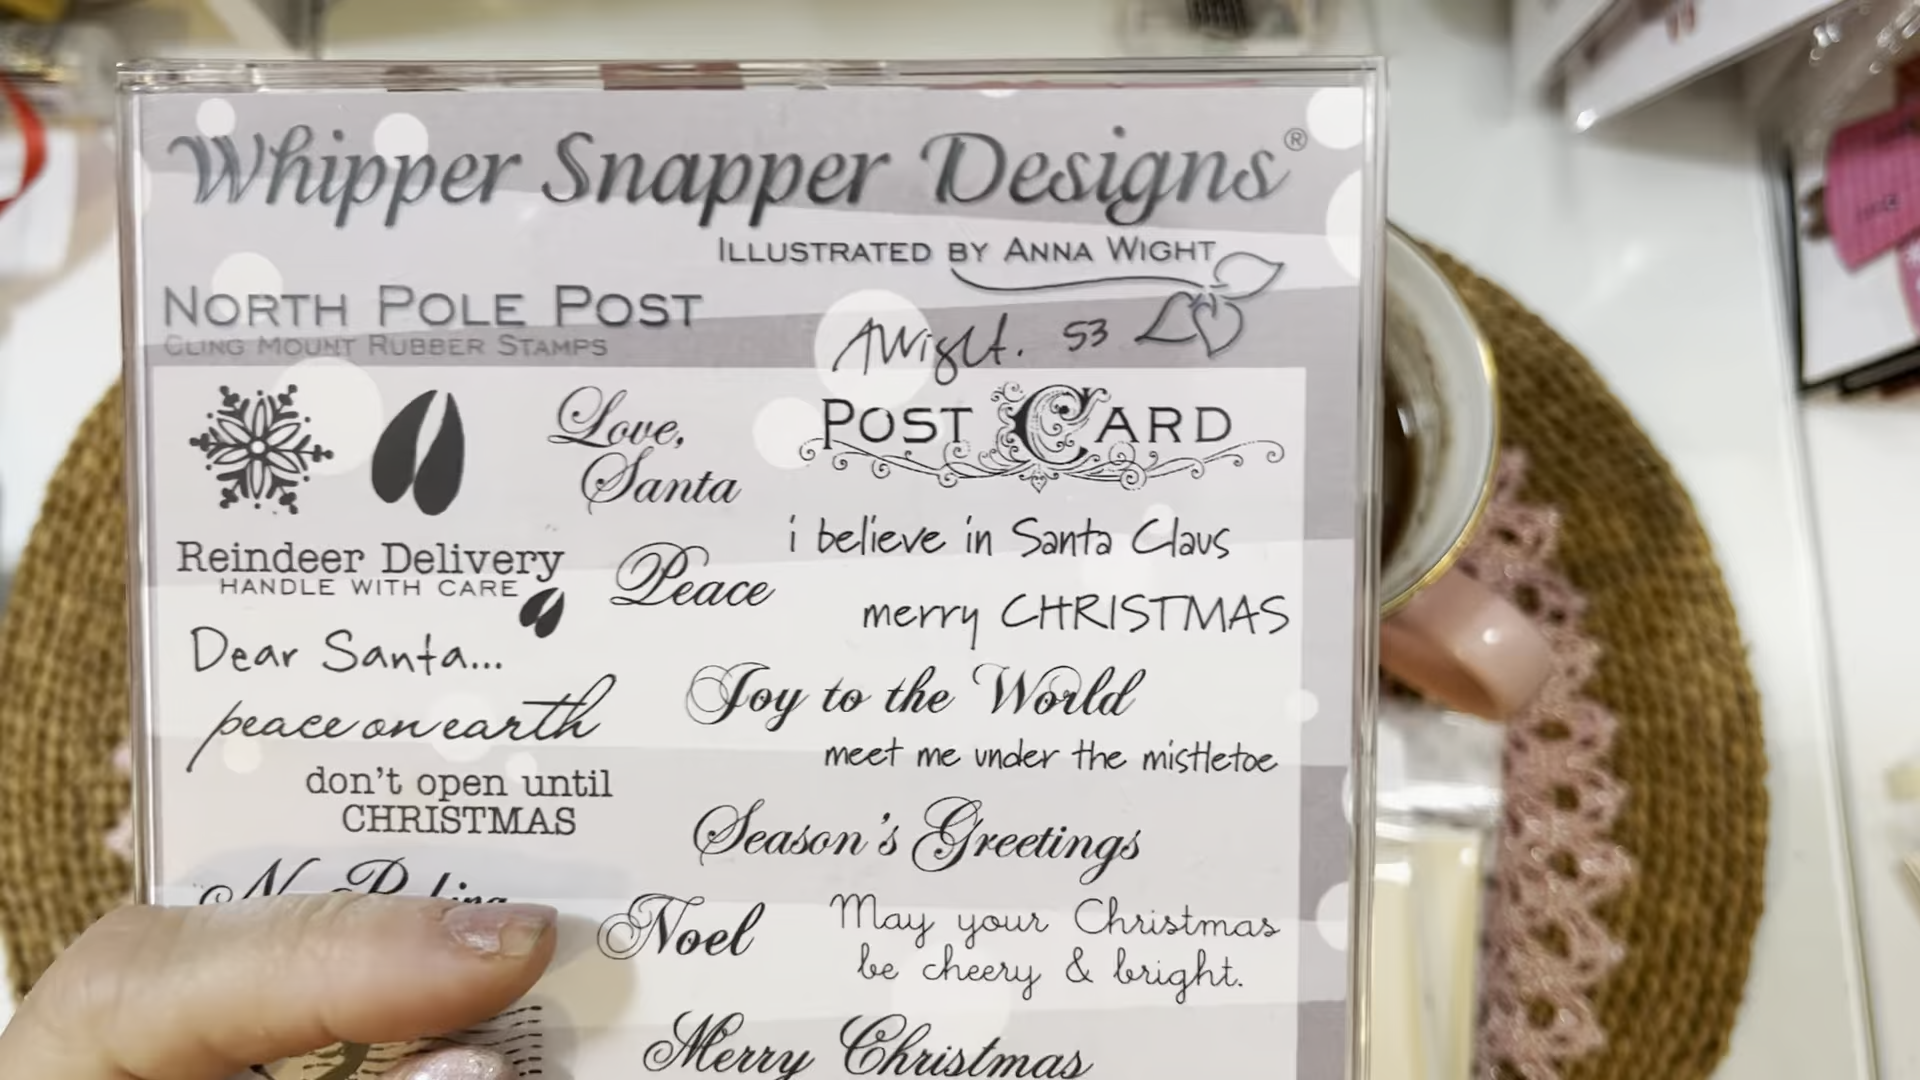 Whipper Snapper Designs®
ILLUSTRATED BY ANNA WIGHT
NORTH POLE POST
CLING MOUNT RUBBER STAMPS
AWight. 53
Love,
Santa
POST CARD
Reindeer Delivery
HANDLE WITH CARE
i believe in Santa Claus
Peace
merry CHRISTMAS
Dear Santa...
Joy to the World
peace on earth
meet me under the mistletoe
don't open until
CHRISTMAS
Season's Greetings
No
Noel
May your Christmas
be cheery & bright.
Merry Christmas